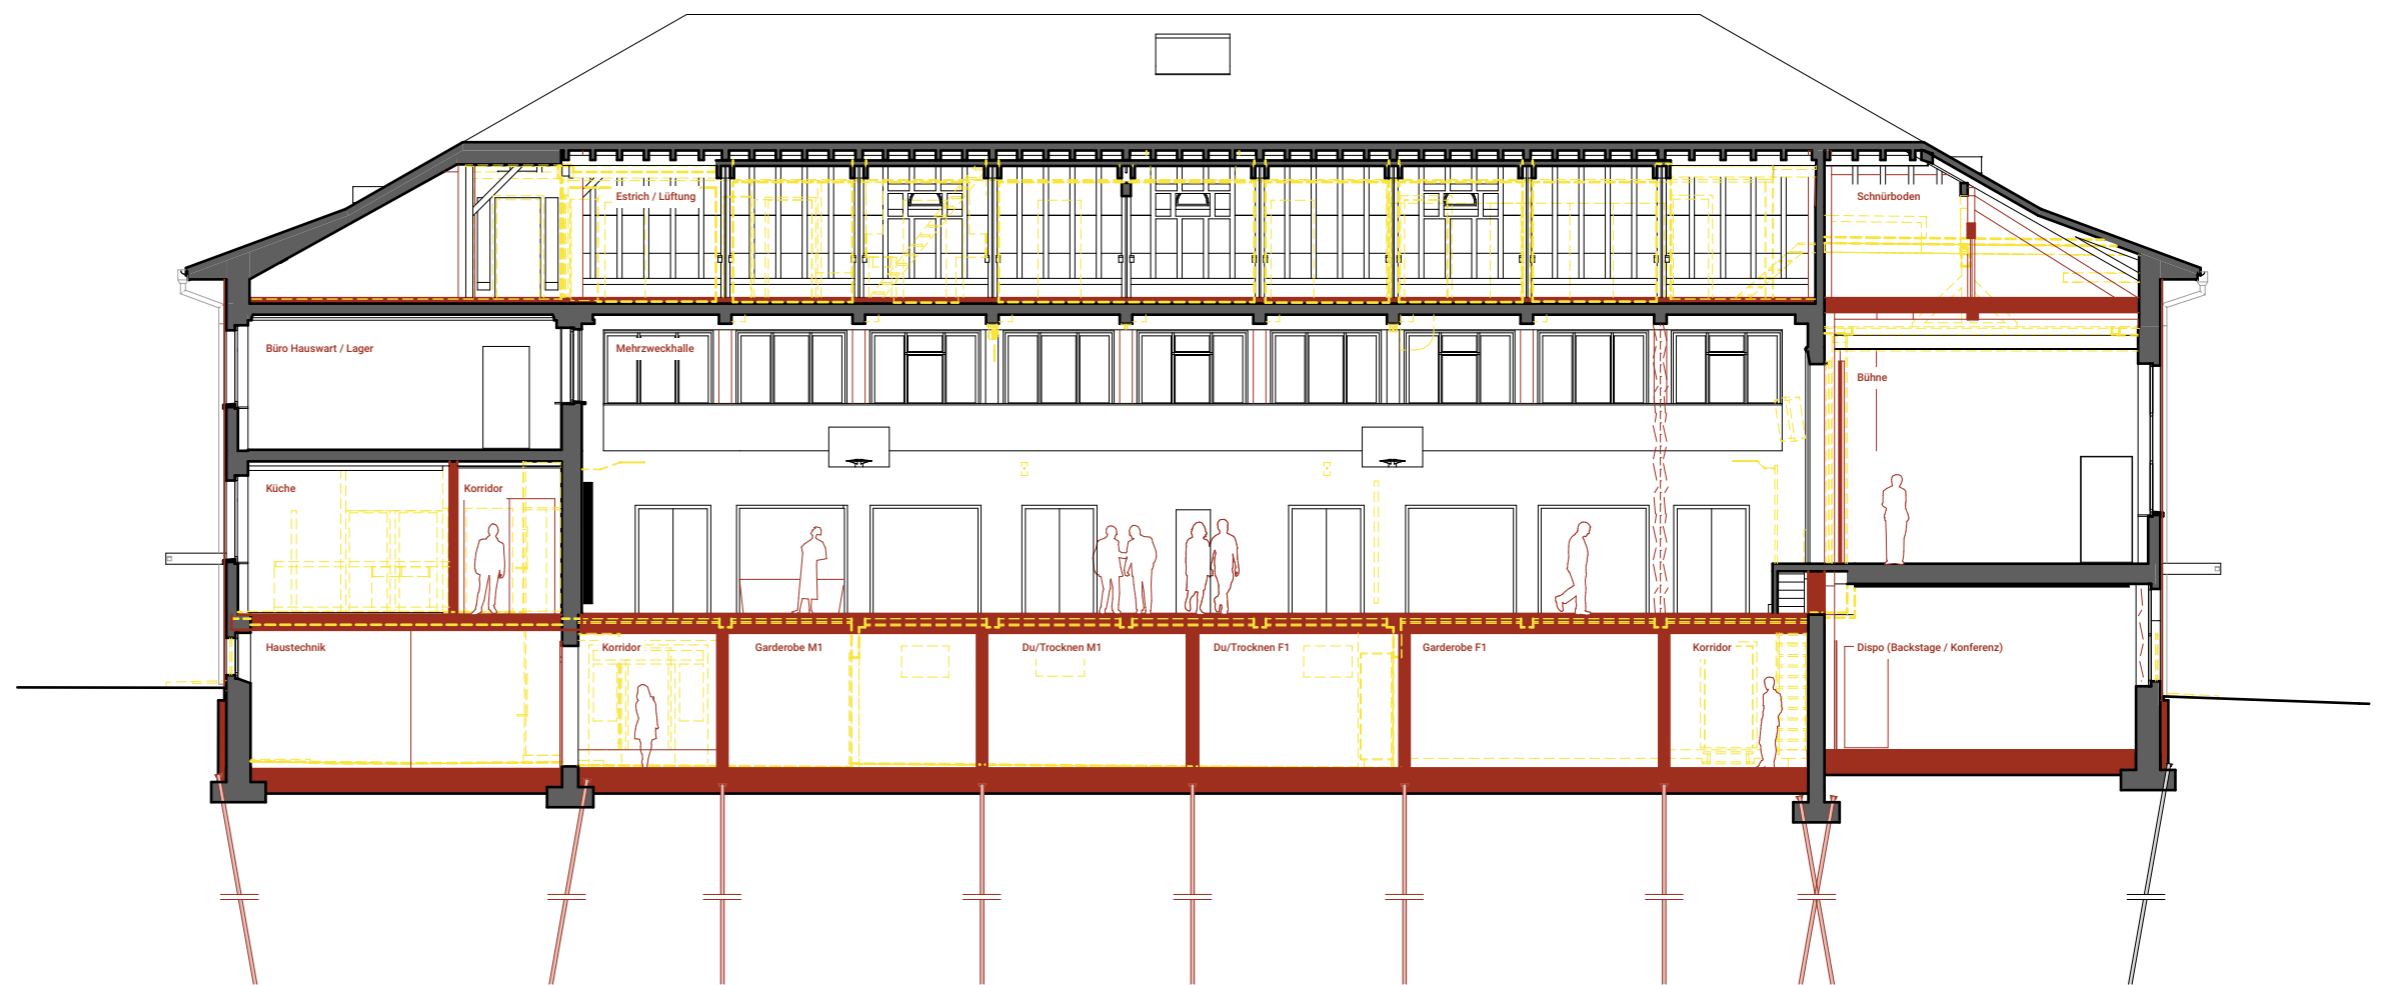 Estrich / Lüftung
Schnürboden
Büro Hauswart / Lager
Mehrzweckhalle
Bühne
Küche
Korridor
Haustechnik
Korridor
Garderobe M1
Du/Trocknen M1
Du/Trocknen F1
Garderobe F1
Korridor
Dispo (Backstage / Konferenz)